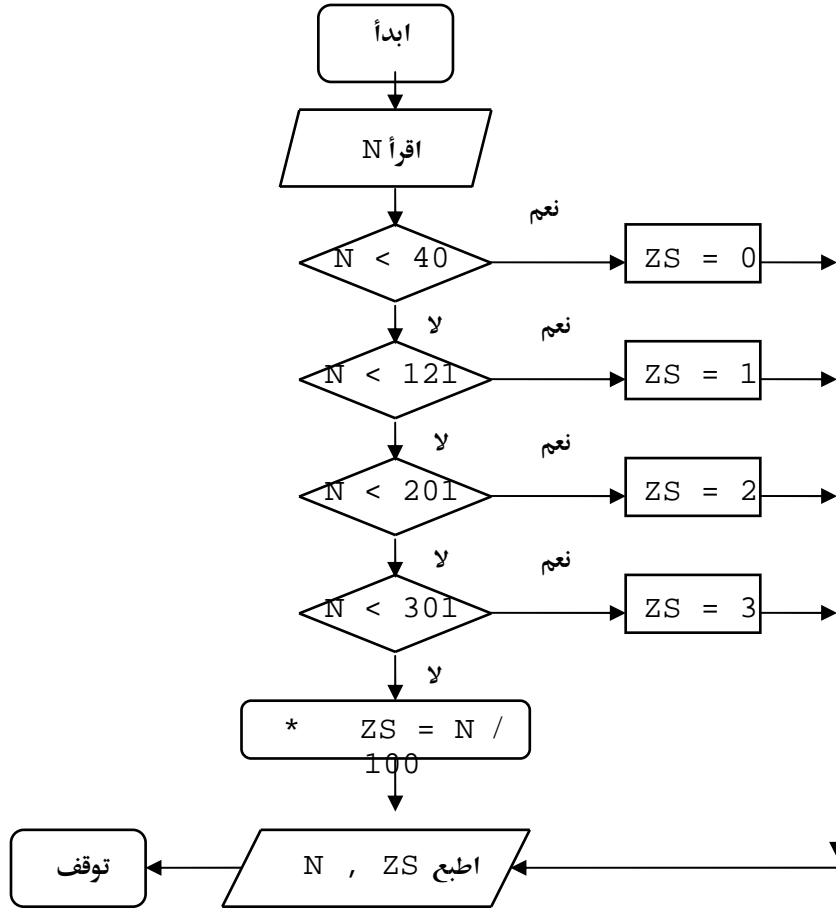 ابدأ
اقرأ N
نعم
N < 40
ZS = 0
لا
نعم
N < 121
ZS = 1
لا
نعم
N < 201
ZS = 2
لا
نعم
N < 301
ZS = 3
لا
* ZS = N /
100
توقف
اطبع N , ZS